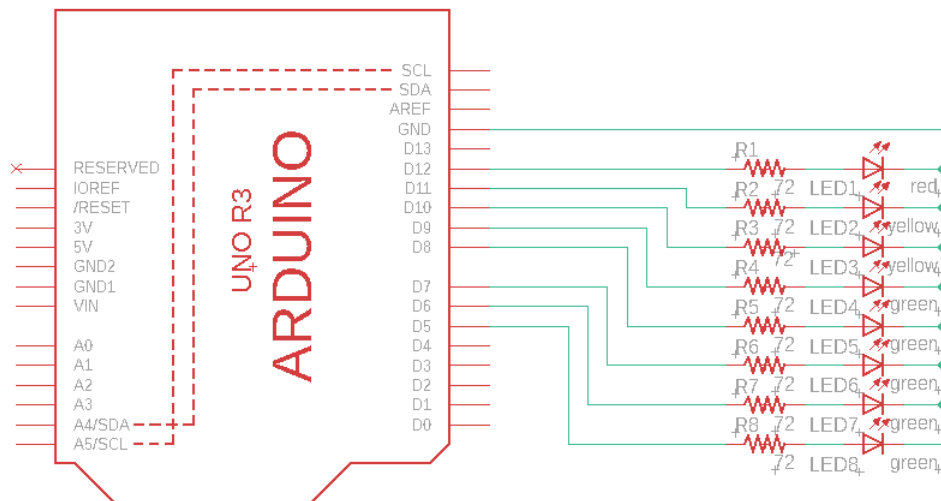 SCL
SDA
AREF
GND
D13
RESERVED
D12
IOREF
D11
/RESET
D10
3V
D9
5V
D8
GND2
GND1
D7
VIN
D6
D5
A0
D4
A1
D3
A2
D2
A3
D1
A4/SDA
D0
A5/SCL
UNO R3
ARDUINO
R1
72 LED1 red
R2
72 LED2 yellow
R3
72 LED3 yellow
R4
72 LED4 green
R5
72 LED5 green
R6
72 LED6 green
R7
72 LED7 green
R8
72 LED8 green